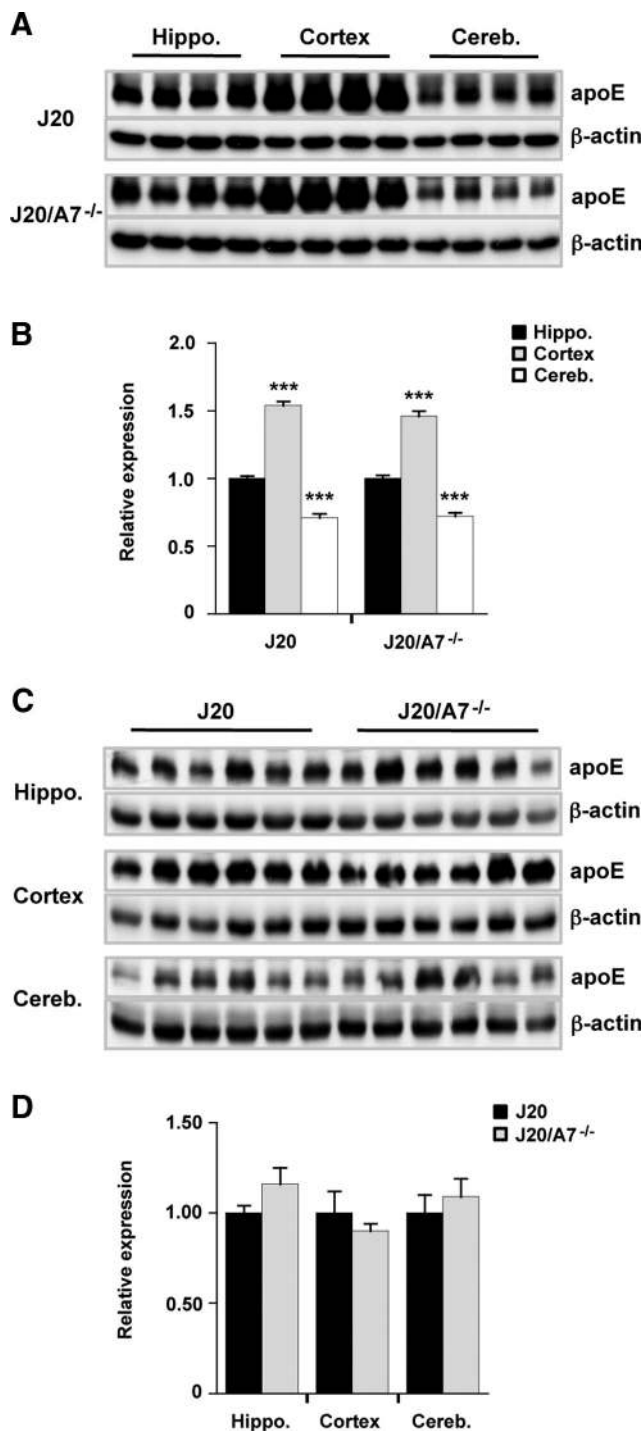 A
Hippo. Cortex Cereb.
J20
apoE
β-actin
J20/A7-/-
apoE
β-actin
B
Hippo.
Cortex
Cereb.
Relative expression
2.0
1.5
1.0
0.5
0
***
***
***
***
J20 J20/A7-/-
C
J20 J20/A7-/-
Hippo.
apoE
β-actin
Cortex
apoE
β-actin
Cereb.
apoE
β-actin
D
J20
J20/A7-/-
Relative expression
1.50
1.00
0.50
0
Hippo. Cortex Cereb.